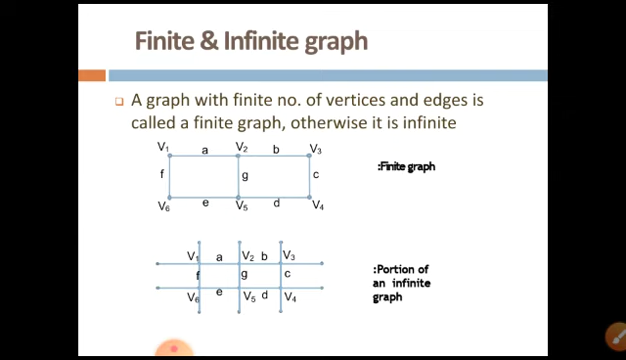 Finite & Infinite graph
A graph with finite no. of vertices and edges is
called a finite graph, otherwise it is infinite
V1 a V2 b V3
f g c
V6 e V5 d V4
:Finite graph
V1 a V2 b V3
f g c
V6 e V5 d V4
:Portion of
an infinite
graph